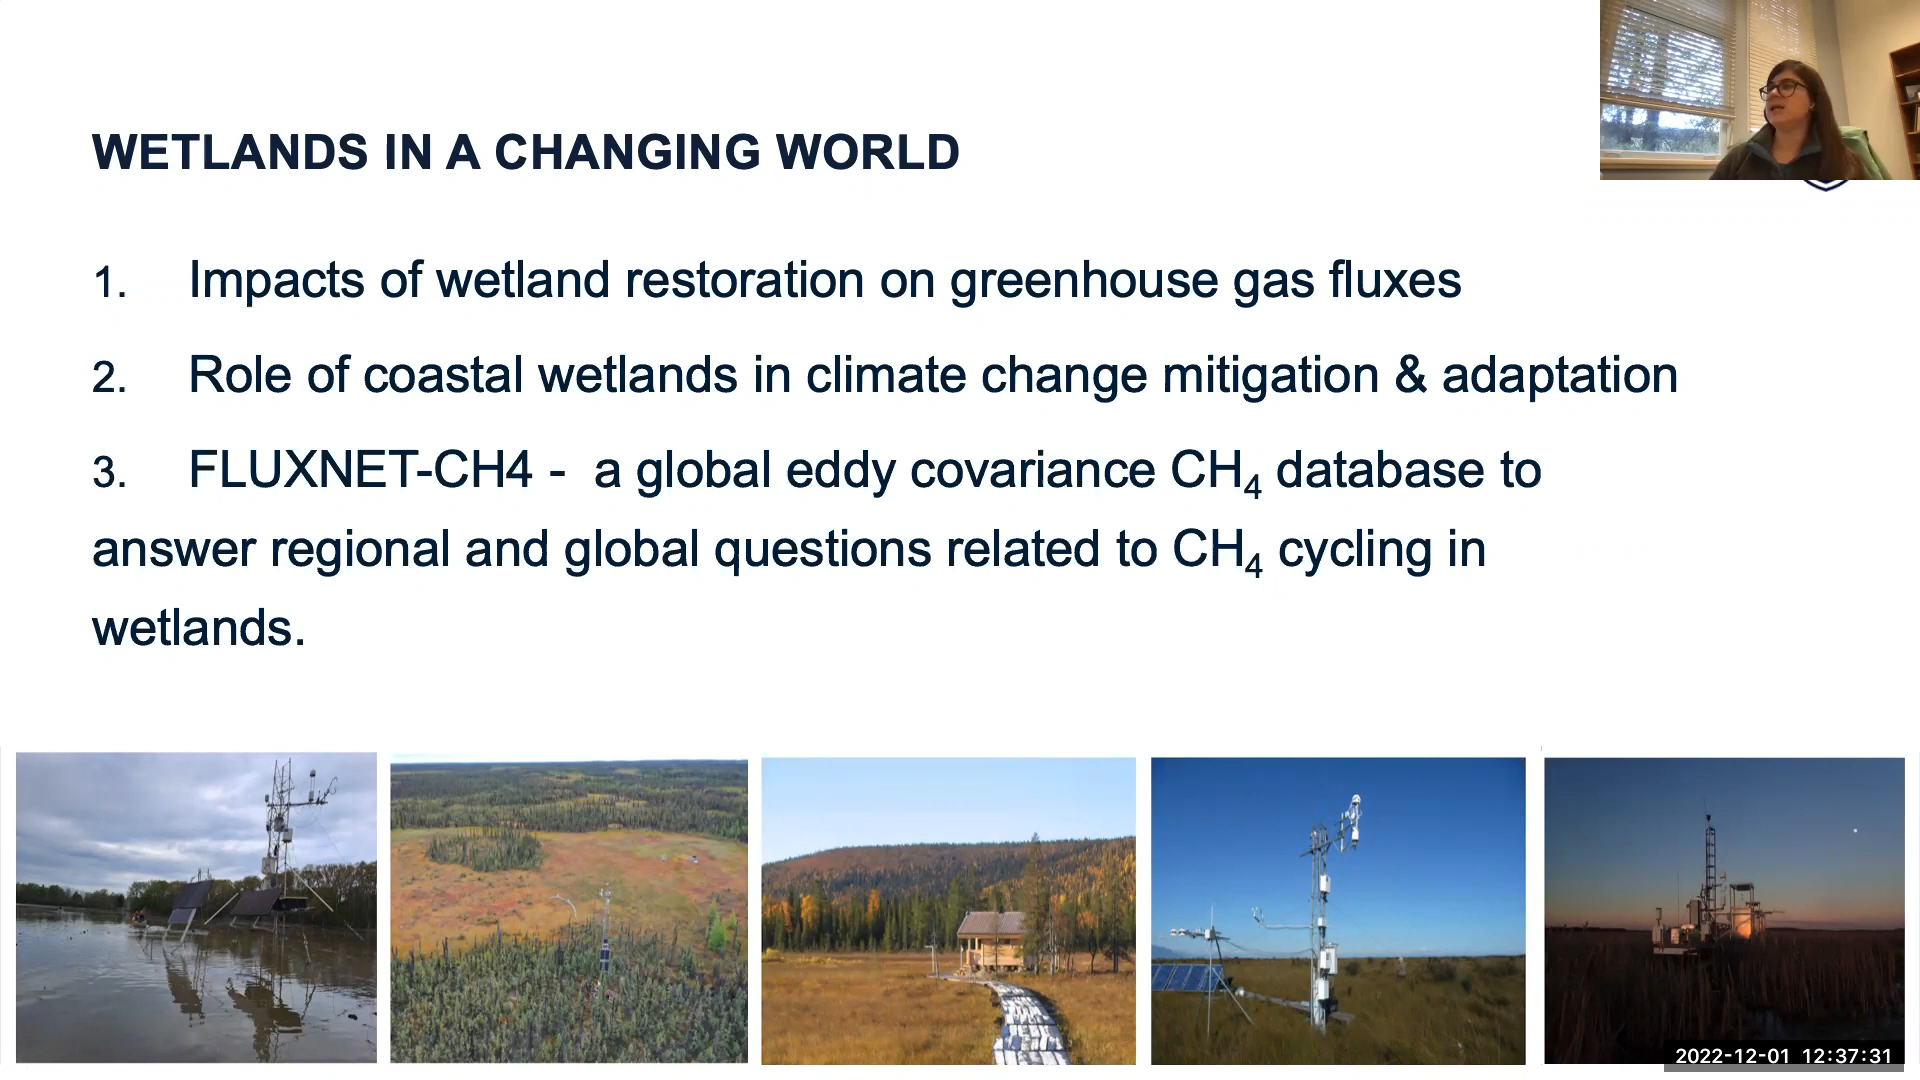 WETLANDS IN A CHANGING WORLD
1. Impacts of wetland restoration on greenhouse gas fluxes
2. Role of coastal wetlands in climate change mitigation & adaptation
3. FLUXNET-CH4 - a global eddy covariance CH₄ database to
answer regional and global questions related to CH₄ cycling in
wetlands.
2022-12-01 12:37:31